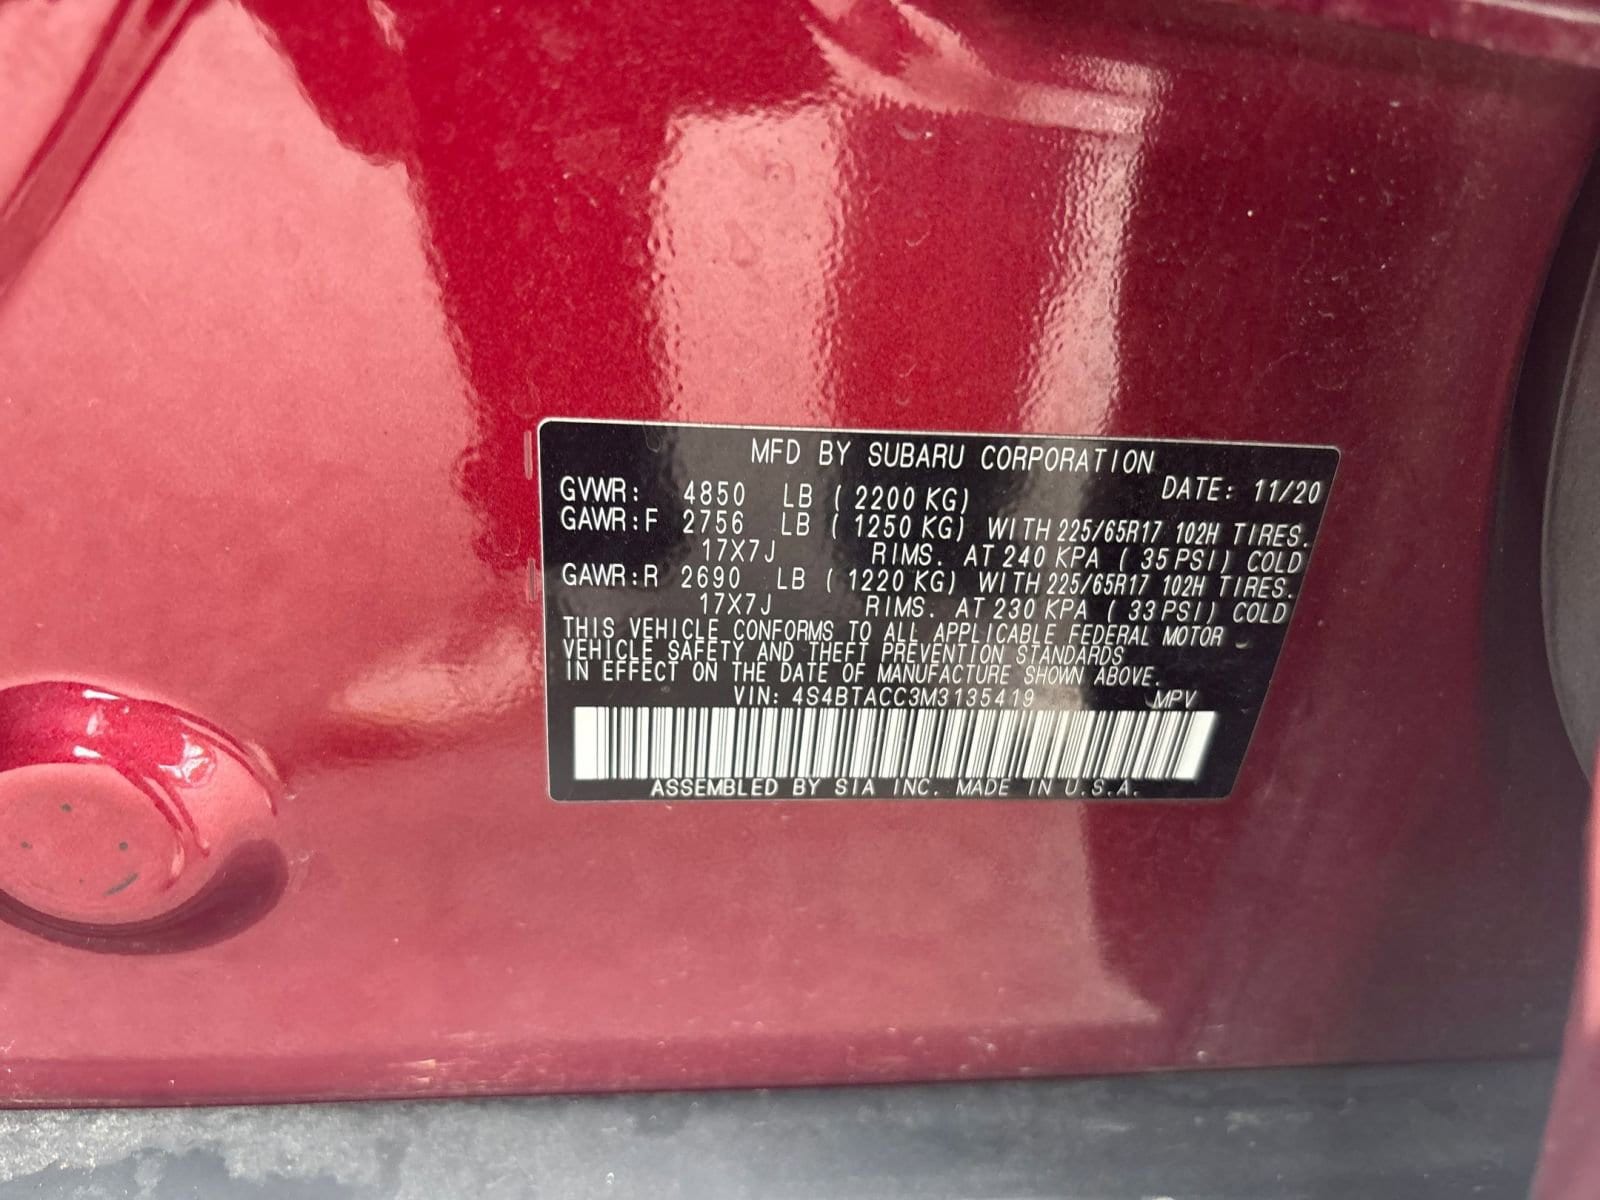 MFD BY SUBARU CORPORATION
DATE: 11/20
GVWR: 4850 LB (2200 KG)
GAWR:F 2756 LB (1250 KG) WITH 225/65R17 102H TIRES.
17X7J RIMS. AT 240 KPA (35 PSI) COLD
GAWR:R 2690 LB (1220 KG) WITH 225/65R17 102H TIRES.
17X7J RIMS. AT 230 KPA (33 PSI) COLD
THIS VEHICLE CONFORMS TO ALL APPLICABLE FEDERAL MOTOR
VEHICLE SAFETY AND THEFT PREVENTION STANDARDS
IN EFFECT ON THE DATE OF MANUFACTURE SHOWN ABOVE.
VIN: 4S4BTACC3M3135419 MPV
ASSEMBLED BY SIA INC. MADE IN U.S.A.